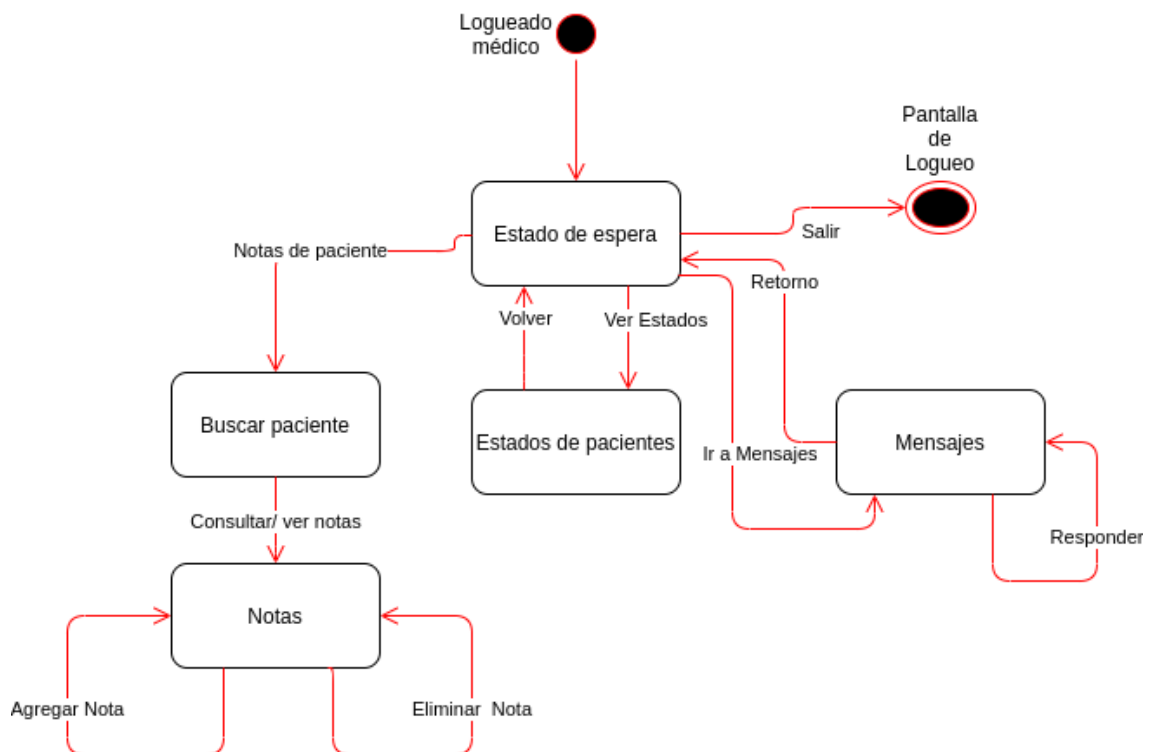 Logueado
médico
Pantalla
de
Logueo
Estado de espera
Salir
Notas de paciente
Retorno
Volver
Ver Estados
Buscar paciente
Estados de pacientes
Mensajes
Ir a Mensajes
Consultar/ ver notas
Responder
Notas
Agregar Nota
Eliminar Nota